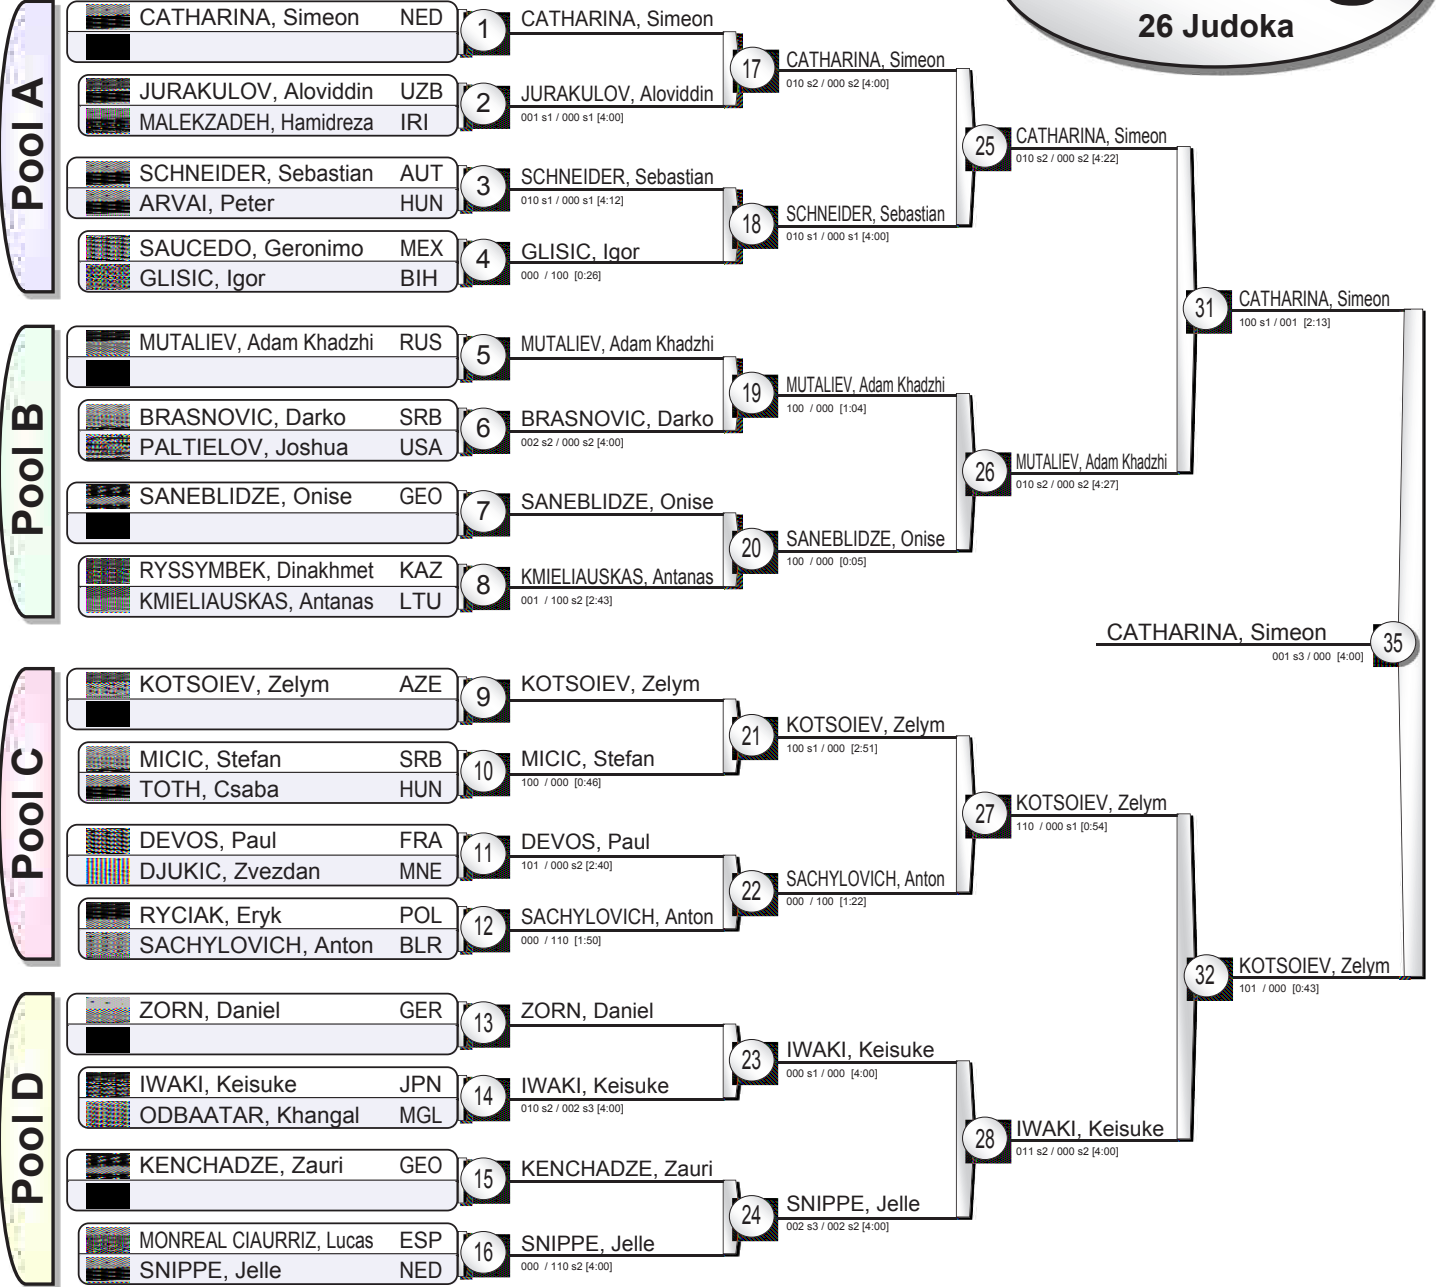 26 Judoka
Pool A
CATHARINA, Simeon NED
1
CATHARINA, Simeon
JURAKULOV, Aloviddin UZB
MALEKZADEH, Hamidreza IRI
2
JURAKULOV, Aloviddin
001 s1 / 000 s1 [4:00]
17
CATHARINA, Simeon
010 s2 / 000 s2 [4:00]
SCHNEIDER, Sebastian AUT
ARVAI, Peter HUN
3
SCHNEIDER, Sebastian
010 s1 / 000 s1 [4:12]
SAUCEDO, Geronimo MEX
GLISIC, Igor BIH
4
GLISIC, Igor
000 / 100 [0:26]
18
SCHNEIDER, Sebastian
010 s1 / 000 s1 [4:00]
25
CATHARINA, Simeon
010 s2 / 000 s2 [4:22]
Pool B
MUTALIEV, Adam Khadzhi RUS
5
MUTALIEV, Adam Khadzhi
BRASNOVIC, Darko SRB
PALTIELOV, Joshua USA
6
BRASNOVIC, Darko
002 s2 / 000 s2 [4:00]
19
MUTALIEV, Adam Khadzhi
100 / 000 [1:04]
SANEBLIDZE, Onise GEO
7
SANEBLIDZE, Onise
RYSSYMBEK, Dinakhmet KAZ
KMIELIAUSKAS, Antanas LTU
8
KMIELIAUSKAS, Antanas
001 / 100 s2 [2:43]
20
SANEBLIDZE, Onise
100 / 000 [0:05]
26
MUTALIEV, Adam Khadzhi
010 s2 / 000 s2 [4:27]
31
CATHARINA, Simeon
100 s1 / 001 [2:13]
CATHARINA, Simeon
001 s3 / 000 [4:00]
35
Pool C
KOTSOIEV, Zelym AZE
9
KOTSOIEV, Zelym
MICIC, Stefan SRB
TOTH, Csaba HUN
10
MICIC, Stefan
100 / 000 [0:46]
21
KOTSOIEV, Zelym
100 s1 / 000 [2:51]
DEVOS, Paul FRA
DJUKIC, Zvezdan MNE
11
DEVOS, Paul
101 / 000 s2 [2:40]
RYCIAK, Eryk POL
SACHYLOVICH, Anton BLR
12
SACHYLOVICH, Anton
000 / 110 [1:50]
22
SACHYLOVICH, Anton
000 / 100 [1:22]
27
KOTSOIEV, Zelym
110 / 000 s1 [0:54]
Pool D
ZORN, Daniel GER
13
ZORN, Daniel
IWAKI, Keisuke JPN
ODBAATAR, Khangal MGL
14
IWAKI, Keisuke
010 s2 / 002 s3 [4:00]
23
IWAKI, Keisuke
000 s1 / 000 [4:00]
KENCHADZE, Zauri GEO
15
KENCHADZE, Zauri
MONREAL CIAURRIZ, Lucas ESP
SNIPPE, Jelle NED
16
SNIPPE, Jelle
000 / 110 s2 [4:00]
24
SNIPPE, Jelle
002 s3 / 002 s2 [4:00]
28
IWAKI, Keisuke
011 s2 / 000 s2 [4:00]
32
KOTSOIEV, Zelym
101 / 000 [0:43]